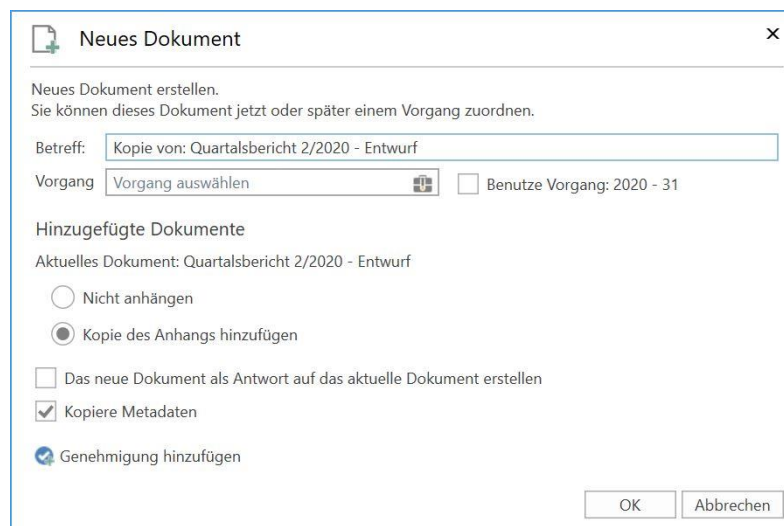 Neues Dokument
Neues Dokument erstellen.
Sie können dieses Dokument jetzt oder später einem Vorgang zuordnen.
Betreff: Kopie von: Quartalsbericht 2/2020 - Entwurf
Vorgang Vorgang auswählen Benutze Vorgang: 2020 - 31
Hinzugefügte Dokumente
Aktuelles Dokument: Quartalsbericht 2/2020 - Entwurf
Nicht anhängen
Kopie des Anhangs hinzufügen
Das neue Dokument als Antwort auf das aktuelle Dokument erstellen
Kopiere Metadaten
Genehmigung hinzufügen
OK Abbrechen